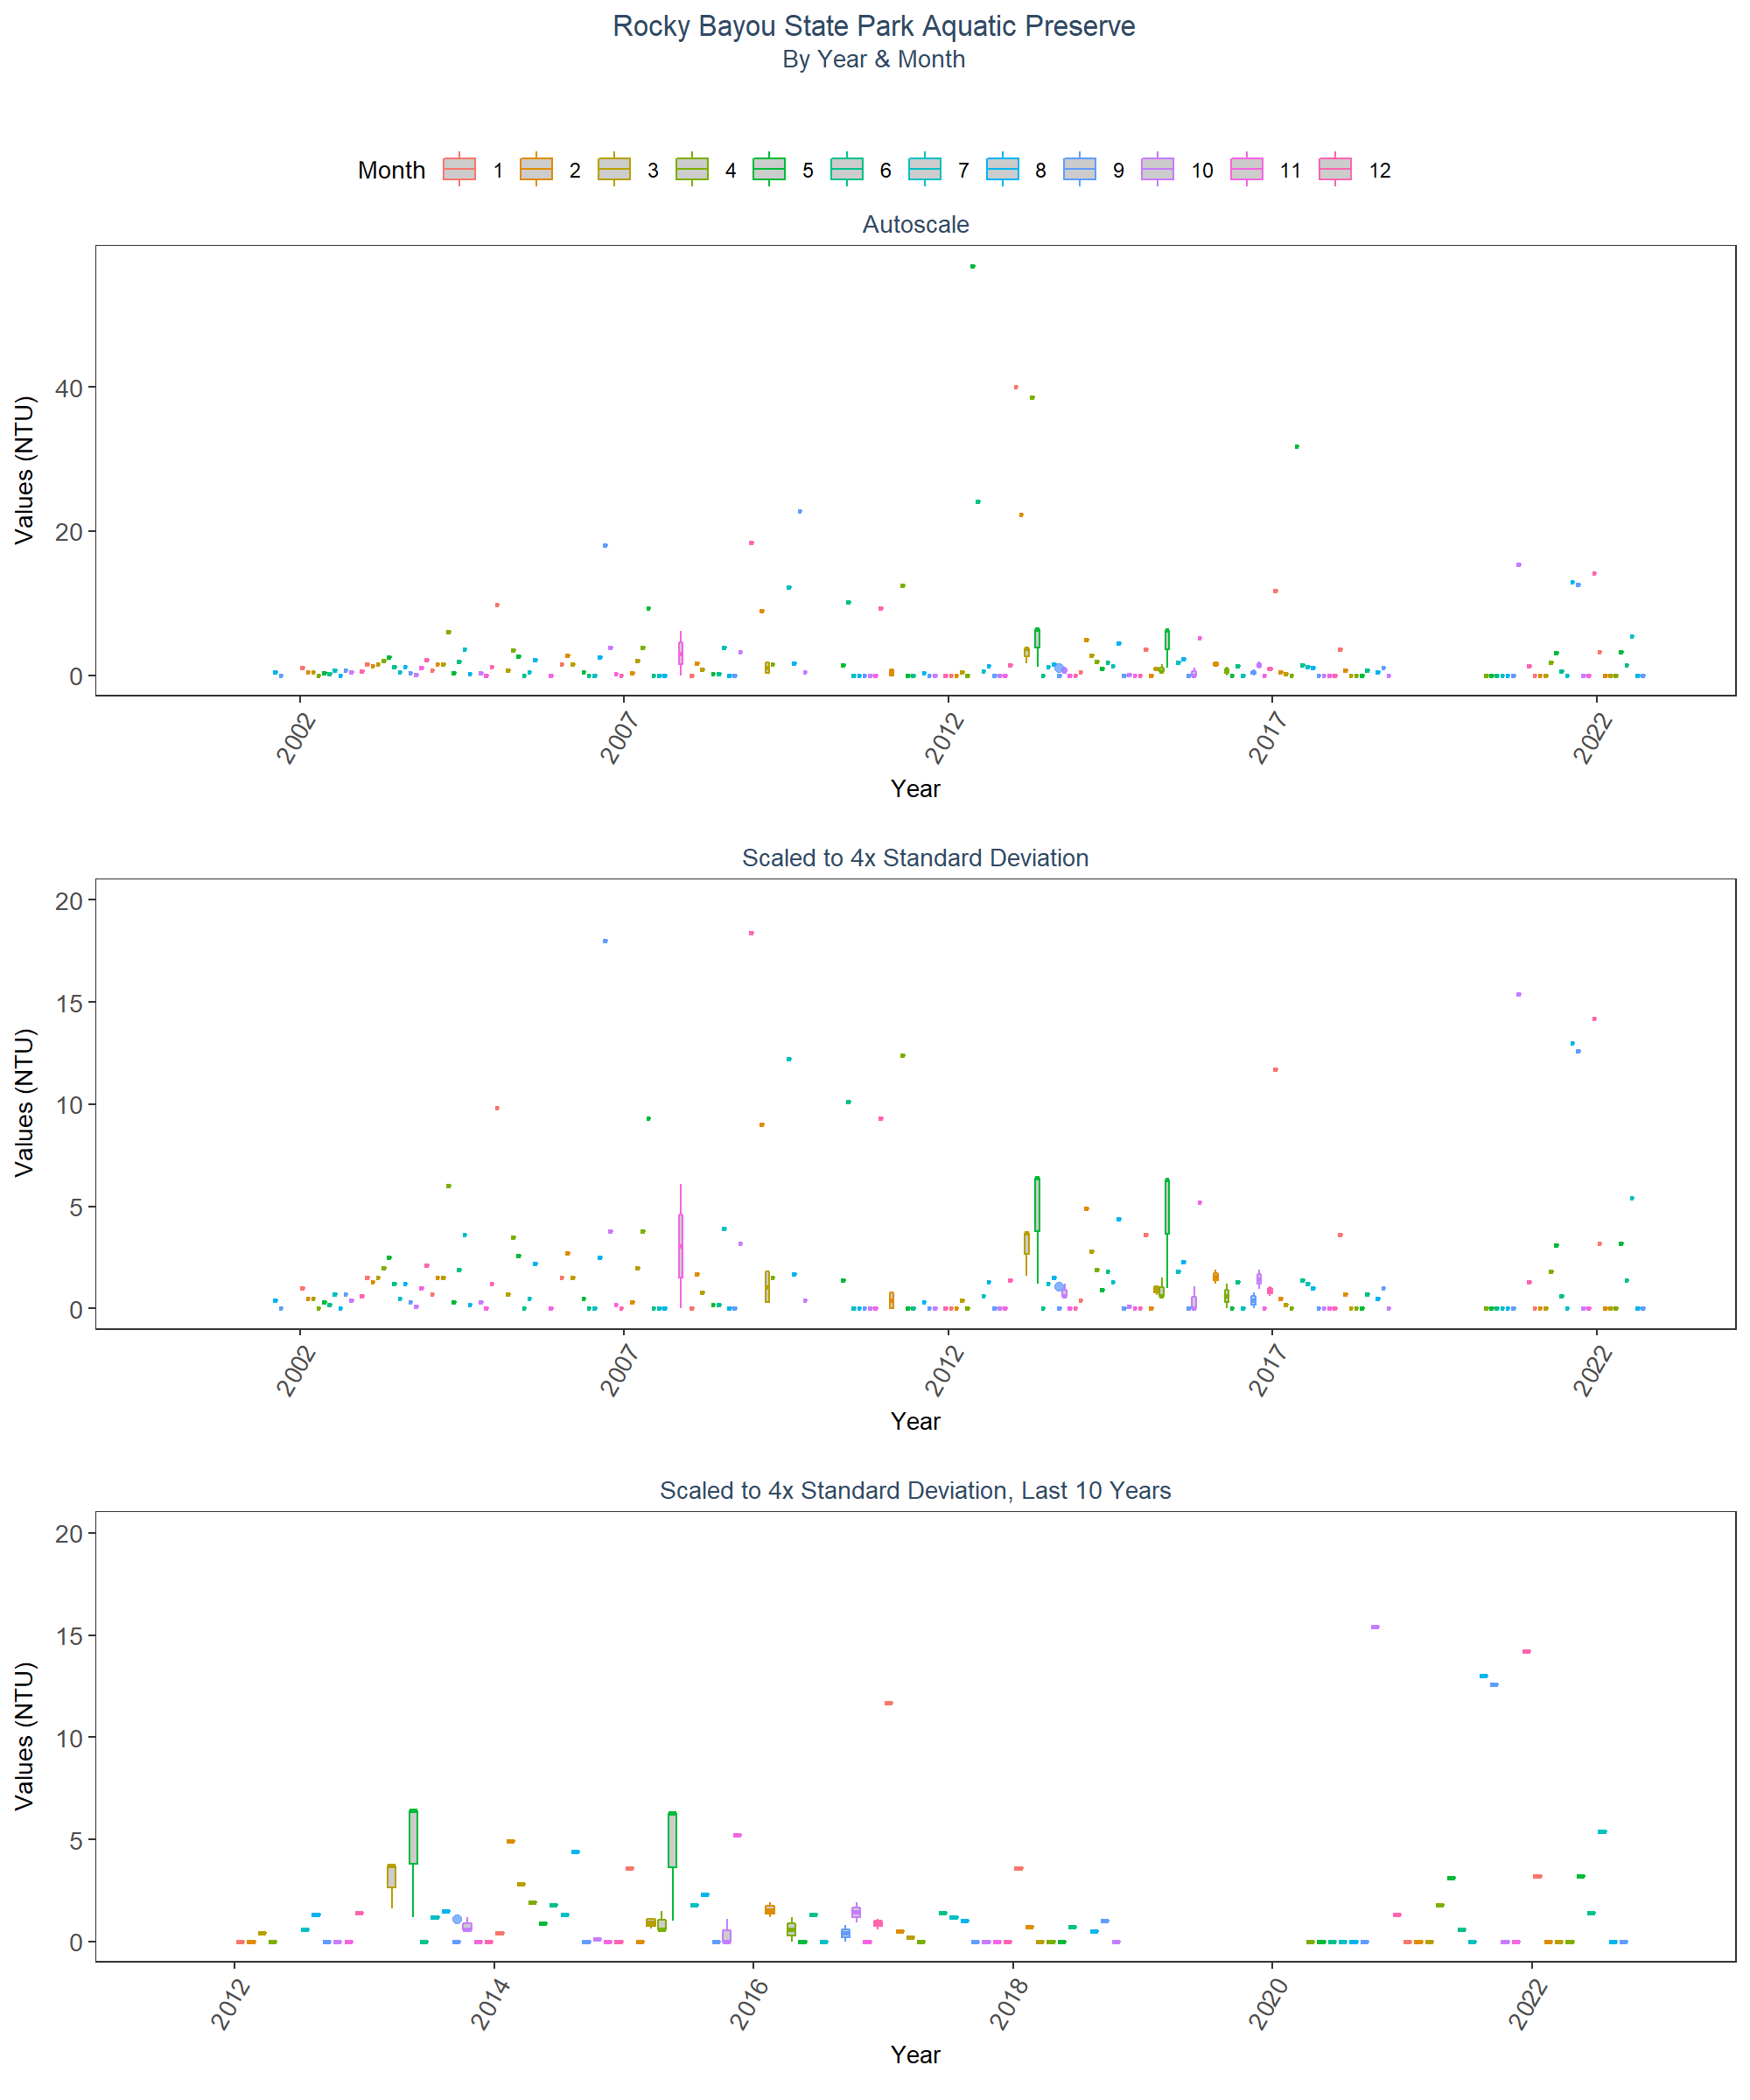 Rocky Bayou State Park Aquatic Preserve
By Year & Month
Month 1 2 3 4 5 6 7 8 9 10 11 12
Autoscale
Values (NTU)
40
20
0
2002 2007 2012 2017 2022
Year
Scaled to 4x Standard Deviation
Values (NTU)
20
15
10
5
0
2002 2007 2012 2017 2022
Year
Scaled to 4x Standard Deviation, Last 10 Years
Values (NTU)
20
15
10
5
0
2012 2014 2016 2018 2020 2022
Year